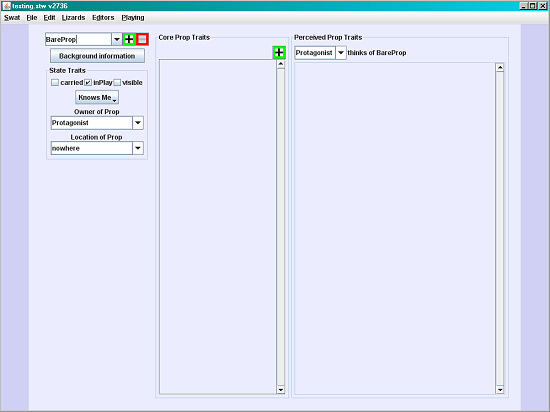 testing.stw v2736
Swat File Edit Lizards Editors Playing
BareProp
Background information
State Traits
carried inPlay visible
Knows Me
Owner of Prop
Protagonist
Location of Prop
nowhere
Core Prop Traits
Perceived Prop Traits
Protagonist thinks of BareProp